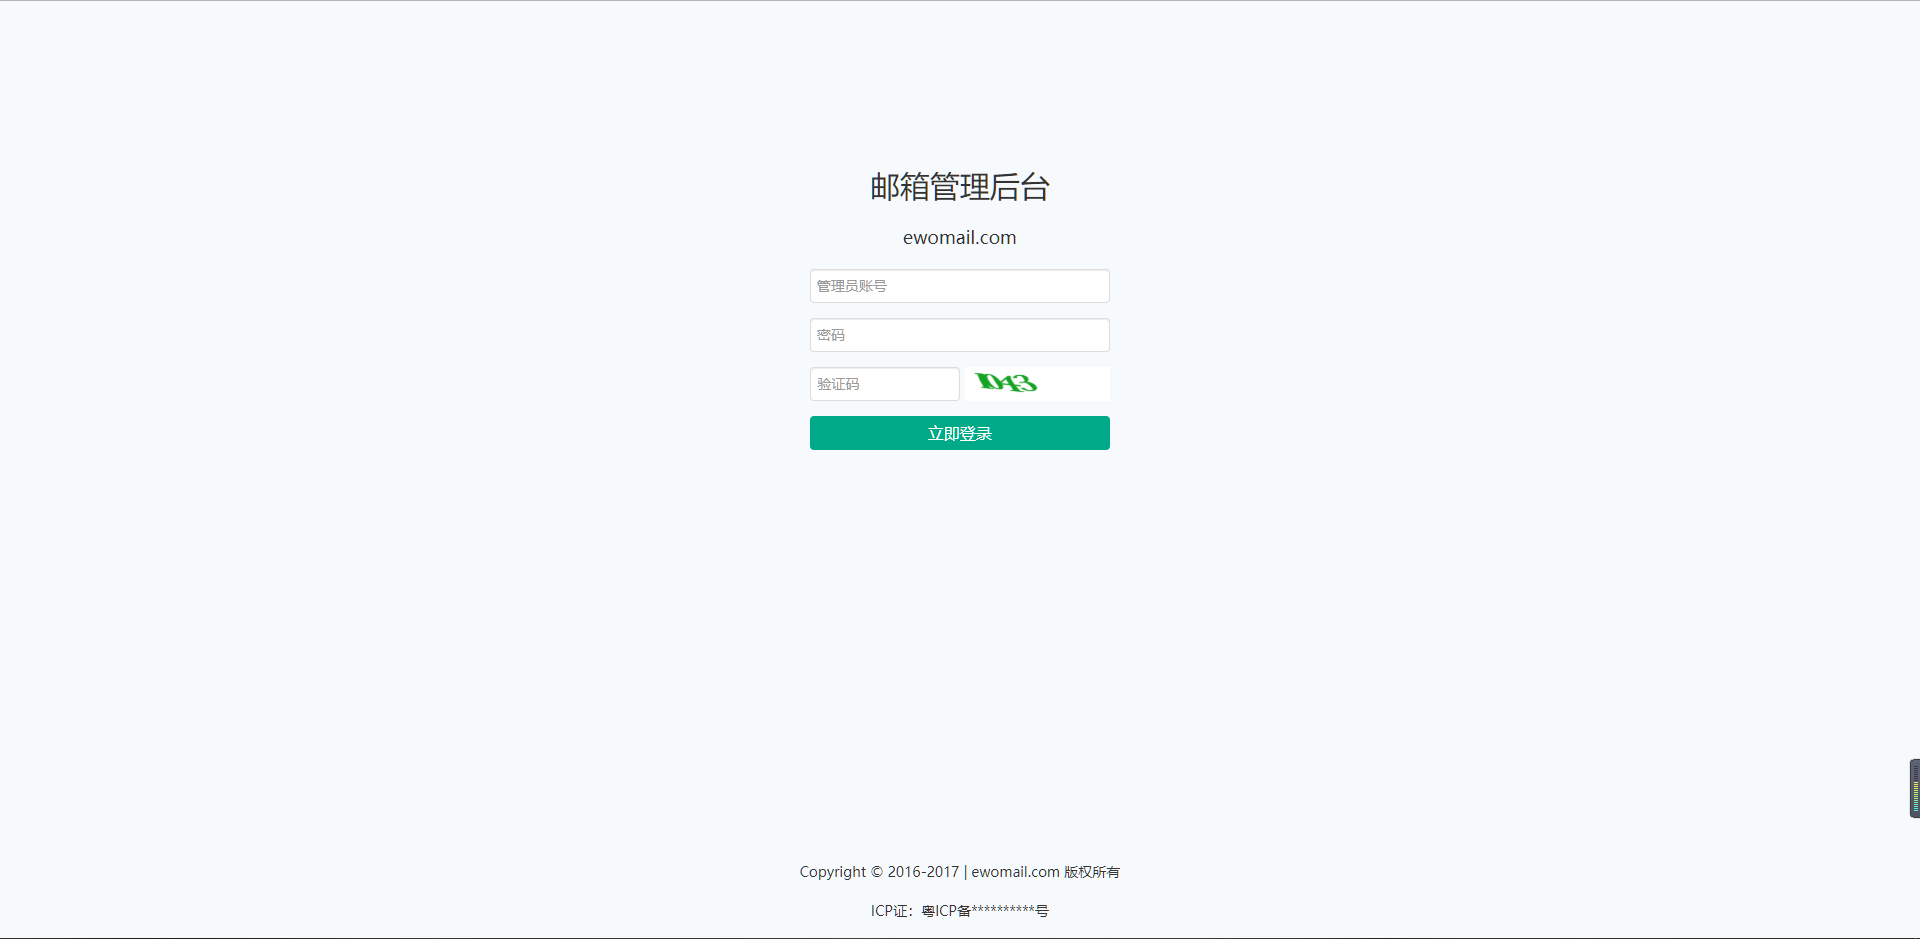 邮箱管理后台
ewomail.com
管理员账号
密码
验证码
1043
立即登录
Copyright © 2016-2017 | ewomail.com 版权所有
ICP证：粤ICP备**********号